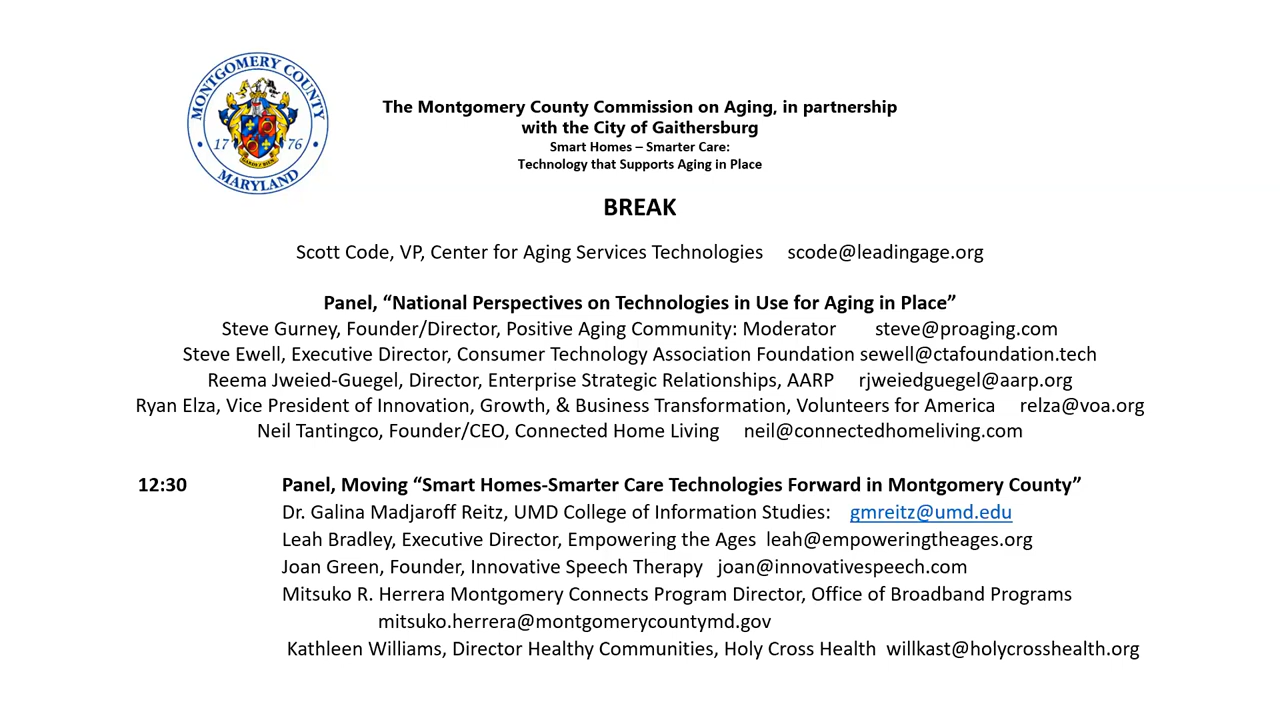 MONTGOMERY COUNTY
17 76
MARYLAND
The Montgomery County Commission on Aging, in partnership
with the City of Gaithersburg
Smart Homes – Smarter Care:
Technology that Supports Aging in Place
BREAK
Scott Code, VP, Center for Aging Services Technologies scode@leadingage.org
Panel, “National Perspectives on Technologies in Use for Aging in Place”
Steve Gurney, Founder/Director, Positive Aging Community: Moderator steve@proaging.com
Steve Ewell, Executive Director, Consumer Technology Association Foundation sewell@ctafoundation.tech
Reema Jweied-Guegel, Director, Enterprise Strategic Relationships, AARP rjweiedguegel@aarp.org
Ryan Elza, Vice President of Innovation, Growth, & Business Transformation, Volunteers for America relza@voa.org
Neil Tantingco, Founder/CEO, Connected Home Living neil@connectedhomeliving.com
12:30 Panel, Moving “Smart Homes-Smarter Care Technologies Forward in Montgomery County”
Dr. Galina Madjaroff Reitz, UMD College of Information Studies: gmreitz@umd.edu
Leah Bradley, Executive Director, Empowering the Ages leah@empoweringtheages.org
Joan Green, Founder, Innovative Speech Therapy joan@innovativespeech.com
Mitsuko R. Herrera Montgomery Connects Program Director, Office of Broadband Programs
mitsuko.herrera@montgomerycountymd.gov
Kathleen Williams, Director Healthy Communities, Holy Cross Health willkast@holycrosshealth.org